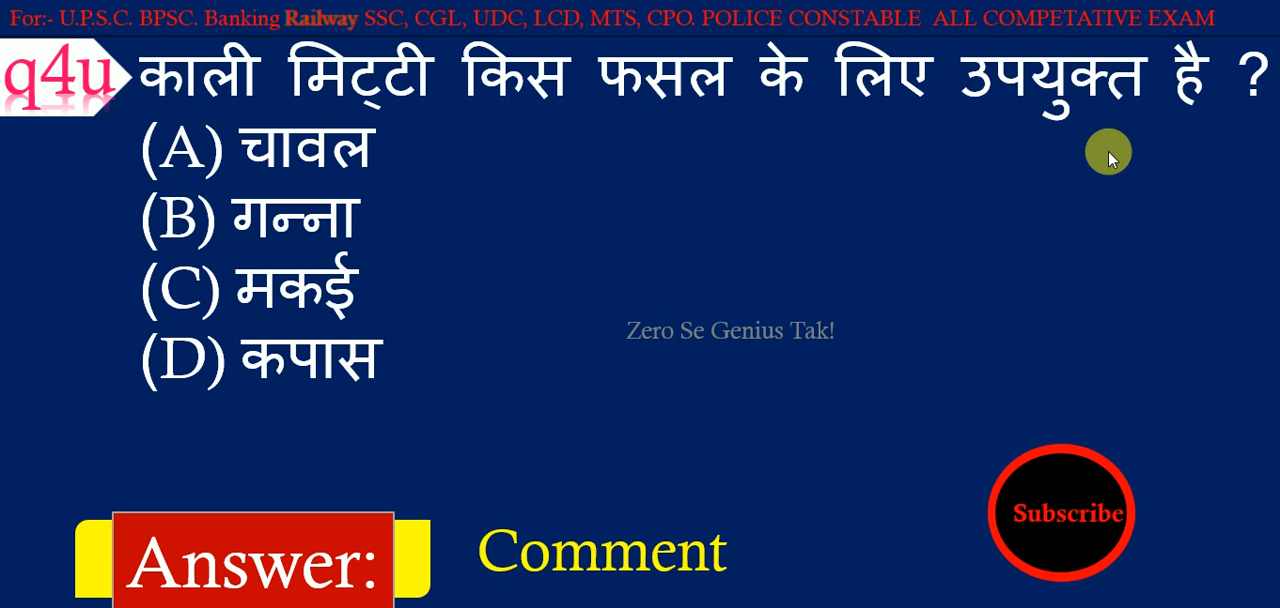 For:- U.P.S.C. BPSC. Banking Railway SSC, CGL, UDC, LCD, MTS, CPO. POLICE CONSTABLE ALL COMPETATIVE EXAM
q4u काली मिट्टी किस फसल के लिए उपयुक्त है ?
(A) चावल
(B) गन्ना
(C) मकई
Zero Se Genius Tak!
(D) कपास
Subscribe
Answer: Comment